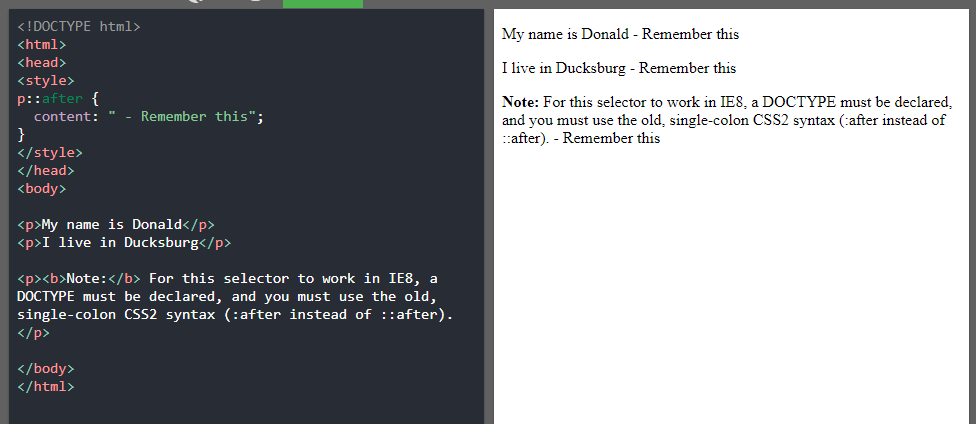 <!DOCTYPE html>
<html>
<head>
<style>
p::after {
  content: " - Remember this";
}
</style>
</head>
<body>

<p>My name is Donald</p>
<p>I live in Ducksburg</p>

<p><b>Note:</b> For this selector to work in IE8, a
DOCTYPE must be declared, and you must use the old,
single-colon CSS2 syntax (:after instead of ::after).
</p>

</body>
</html>
My name is Donald - Remember this
I live in Ducksburg - Remember this
Note: For this selector to work in IE8, a DOCTYPE must be declared,
and you must use the old, single-colon CSS2 syntax (:after instead of
::after). - Remember this